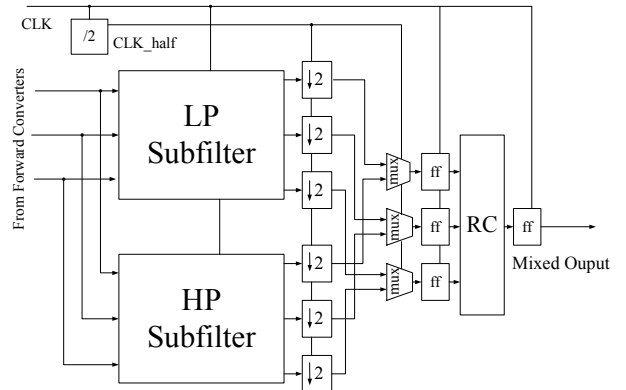 CLK
/2
CLK_half
From Forward Converters
LP
Subfilter
HP
Subfilter
↓2
↓2
↓2
↓2
↓2
↓2
mux
mux
mux
ff
ff
ff
RC
ff
Mixed Ouput